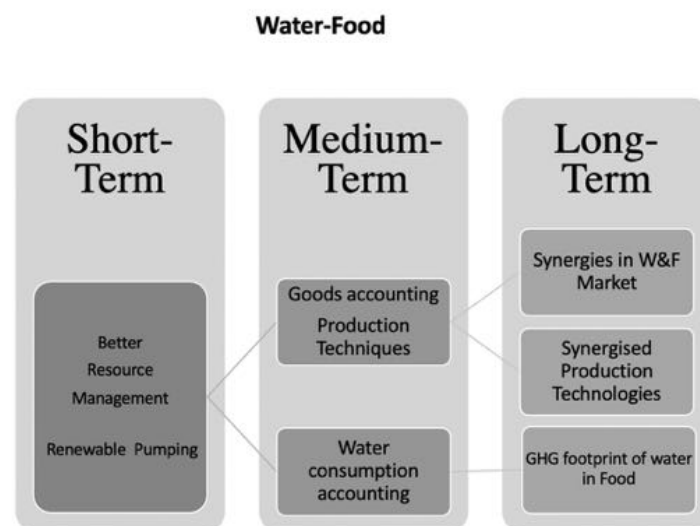 Water-Food
Short-
Term
Better
Resource
Management
Renewable Pumping
Medium-
Term
Goods accounting
Production
Techniques
Water
consumption
accounting
Long-
Term
Synergies in W&F
Market
Synergised
Production
Technologies
GHG footprint of water
in Food